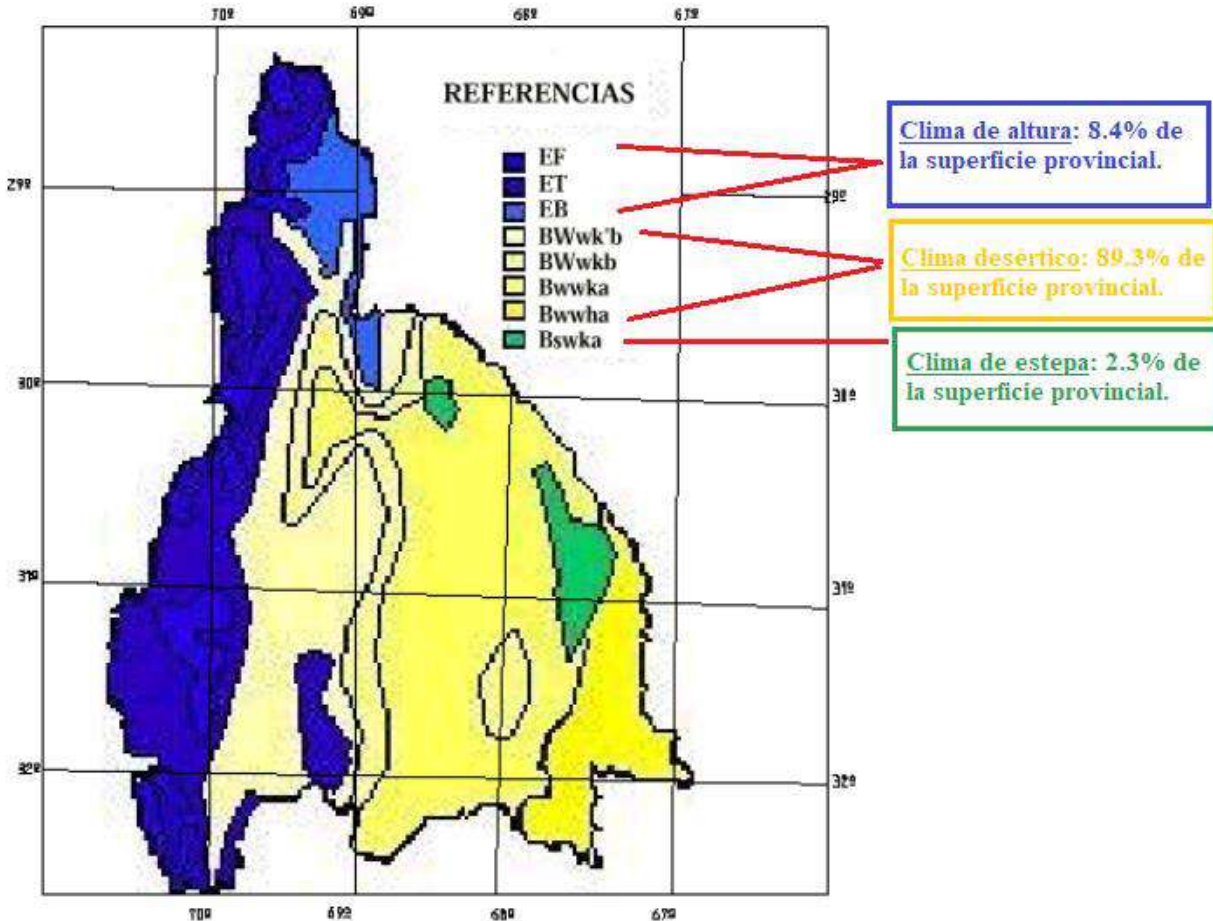 70º 69º 68º 67º
REFERENCIAS
EF
ET
EB
BWwk'b
BWwkb
Bwwka
Bwwha
Bswka
Clima de altura: 8.4% de
la superficie provincial.
Clima desértico: 89.3% de
la superficie provincial.
Clima de estepa: 2.3% de
la superficie provincial.
29º 29º
30º 30º
31º 31º
32º 32º
70º 69º 68º 67º